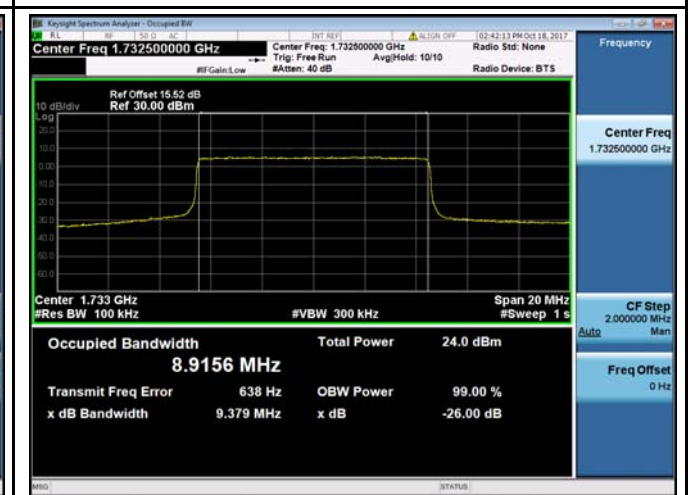 Keysight Spectrum Analyzer - Occupied BW
RL RF 50 Ω AC INT REF ALIGN OFF 02:42:13 PM Oct 18, 2017
Center Freq 1.732500000 GHz
Center Freq: 1.732500000 GHz
Radio Std: None
Trig: Free Run Avg|Hold: 10/10
#IFGain:Low
#Atten: 40 dB
Radio Device: BTS
Frequency
Ref Offset 15.52 dB
10 dB/div Ref 30.00 dBm
Log
20.0
10.0
0.00
-10.0
-20.0
-30.0
-40.0
-50.0
-60.0
Center 1.733 GHz
Span 20 MHz
#Res BW 100 kHz
#VBW 300 kHz
#Sweep 1 s
Occupied Bandwidth
8.9156 MHz
Total Power 24.0 dBm
Transmit Freq Error 638 Hz
OBW Power 99.00 %
x dB Bandwidth 9.379 MHz
x dB -26.00 dB
Center Freq
1.732500000 GHz
CF Step
2.000000 MHz
Auto Man
Freq Offset
0 Hz
MSG
STATUS